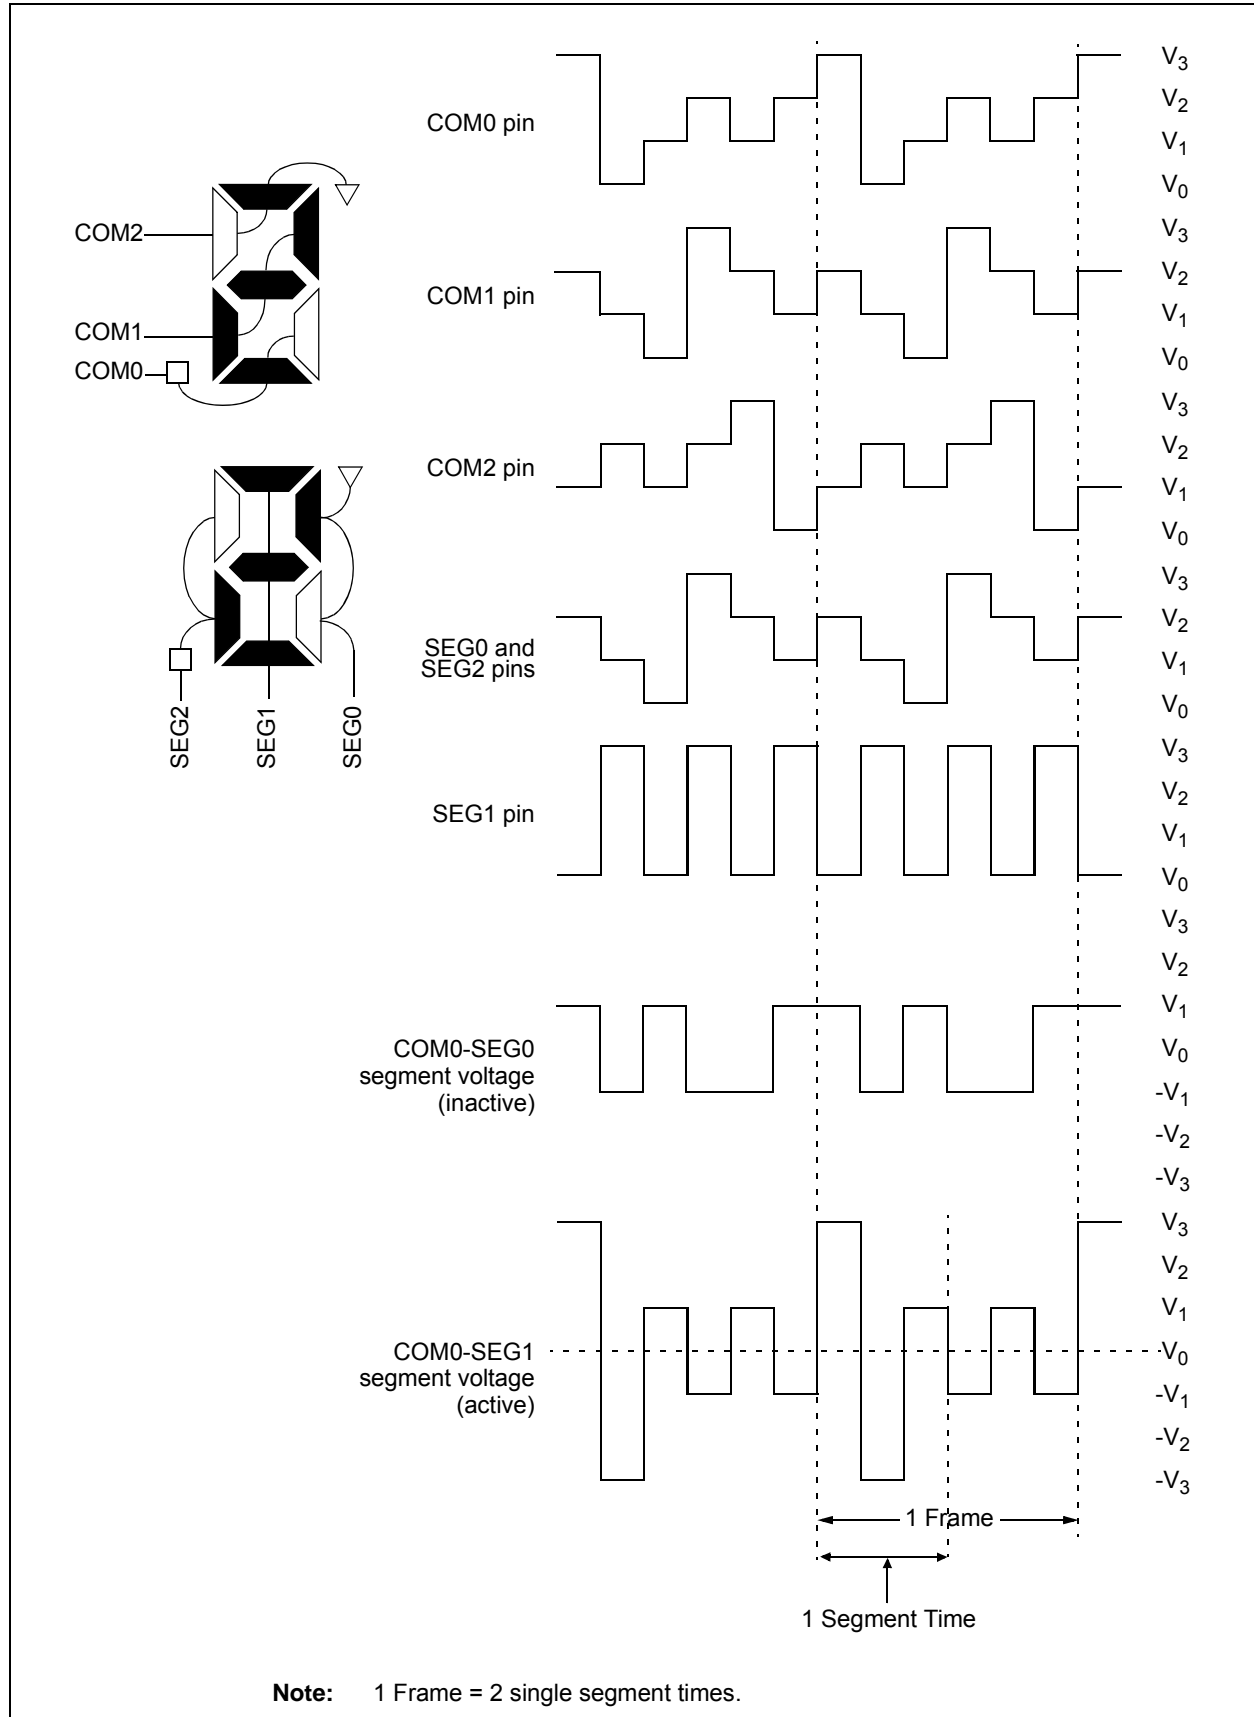 COM2
COM1
COM0
SEG2
SEG1
SEG0
COM0 pin
V3
V2
V1
V0
COM1 pin
V3
V2
V1
V0
COM2 pin
V3
V2
V1
V0
SEG0 and
SEG2 pins
V3
V2
V1
V0
SEG1 pin
V3
V2
V1
V0
COM0-SEG0
segment voltage
(inactive)
V3
V2
V1
V0
-V1
-V2
-V3
COM0-SEG1
segment voltage
(active)
V3
V2
V1
V0
-V1
-V2
-V3
1 Frame
1 Segment Time
Note: 1 Frame = 2 single segment times.